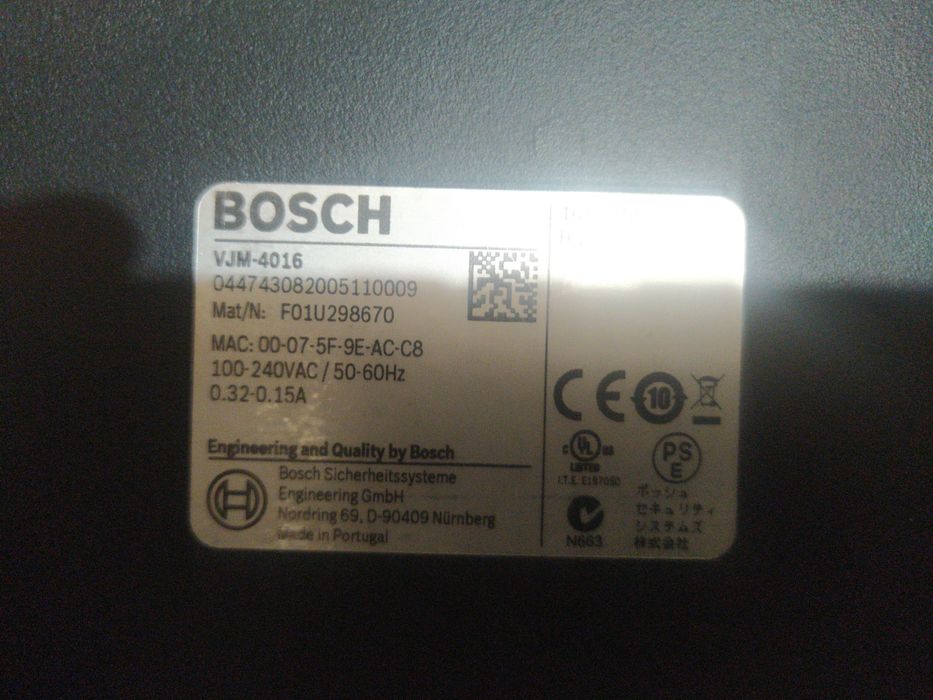 BOSCH
VJM-4016
044743082005110009
Mat/N: F01U298670
MAC: 00-07-5F-9E-AC-C8
100-240VAC / 50-60Hz
0.32-0.15A
Engineering and Quality by Bosch
Bosch Sicherheitssysteme
Engineering GmbH
Nordring 69, D-90409 Nürnberg
Made in Portugal
CE
10
C UL US
LISTED
I.T.E.
PS
E
N663
ボッシュ
セキュリティ
システムズ
株式会社